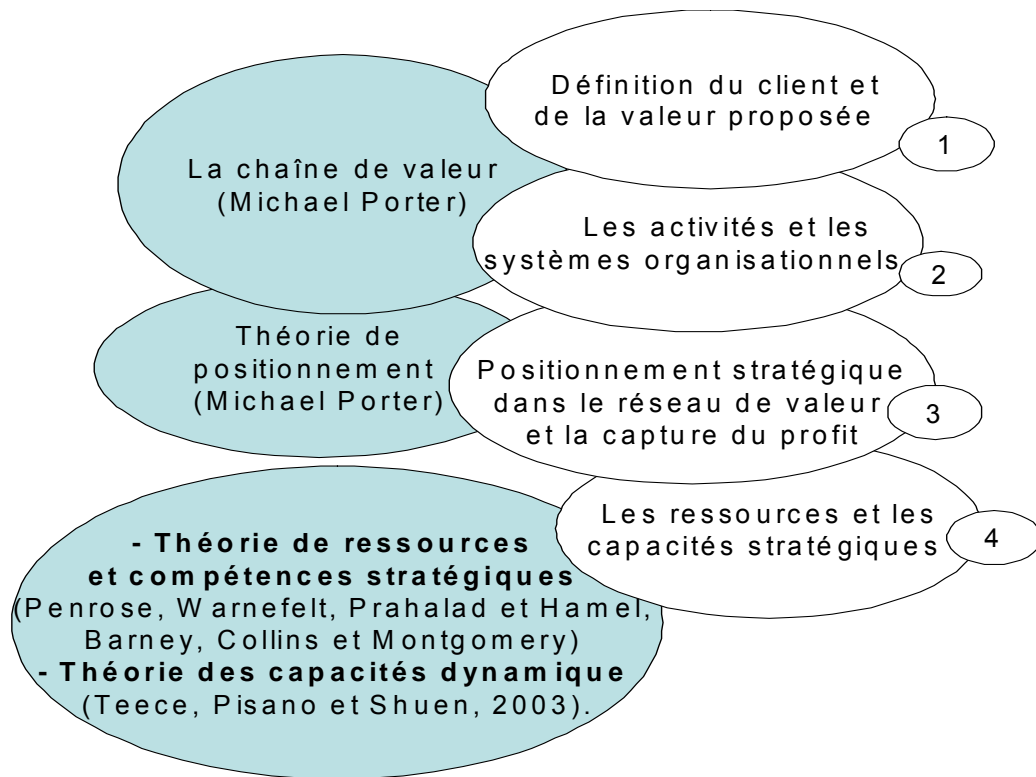 Définition du client et
de la valeur proposée
1
La chaîne de valeur
(Michael Porter)
Les activités et les
systèmes organisationnels
2
Théorie de
positionnement
(Michael Porter)
Positionnement stratégique
dans le réseau de valeur
et la capture du profit
3
Les ressources et les
capacités stratégiques
4
- Théorie de ressources
et compétences stratégiques
(Penrose, Warnefelt, Prahalad et Hamel,
Barney, Collins et Montgomery)
- Théorie des capacités dynamique
(Teece, Pisano et Shuen, 2003).